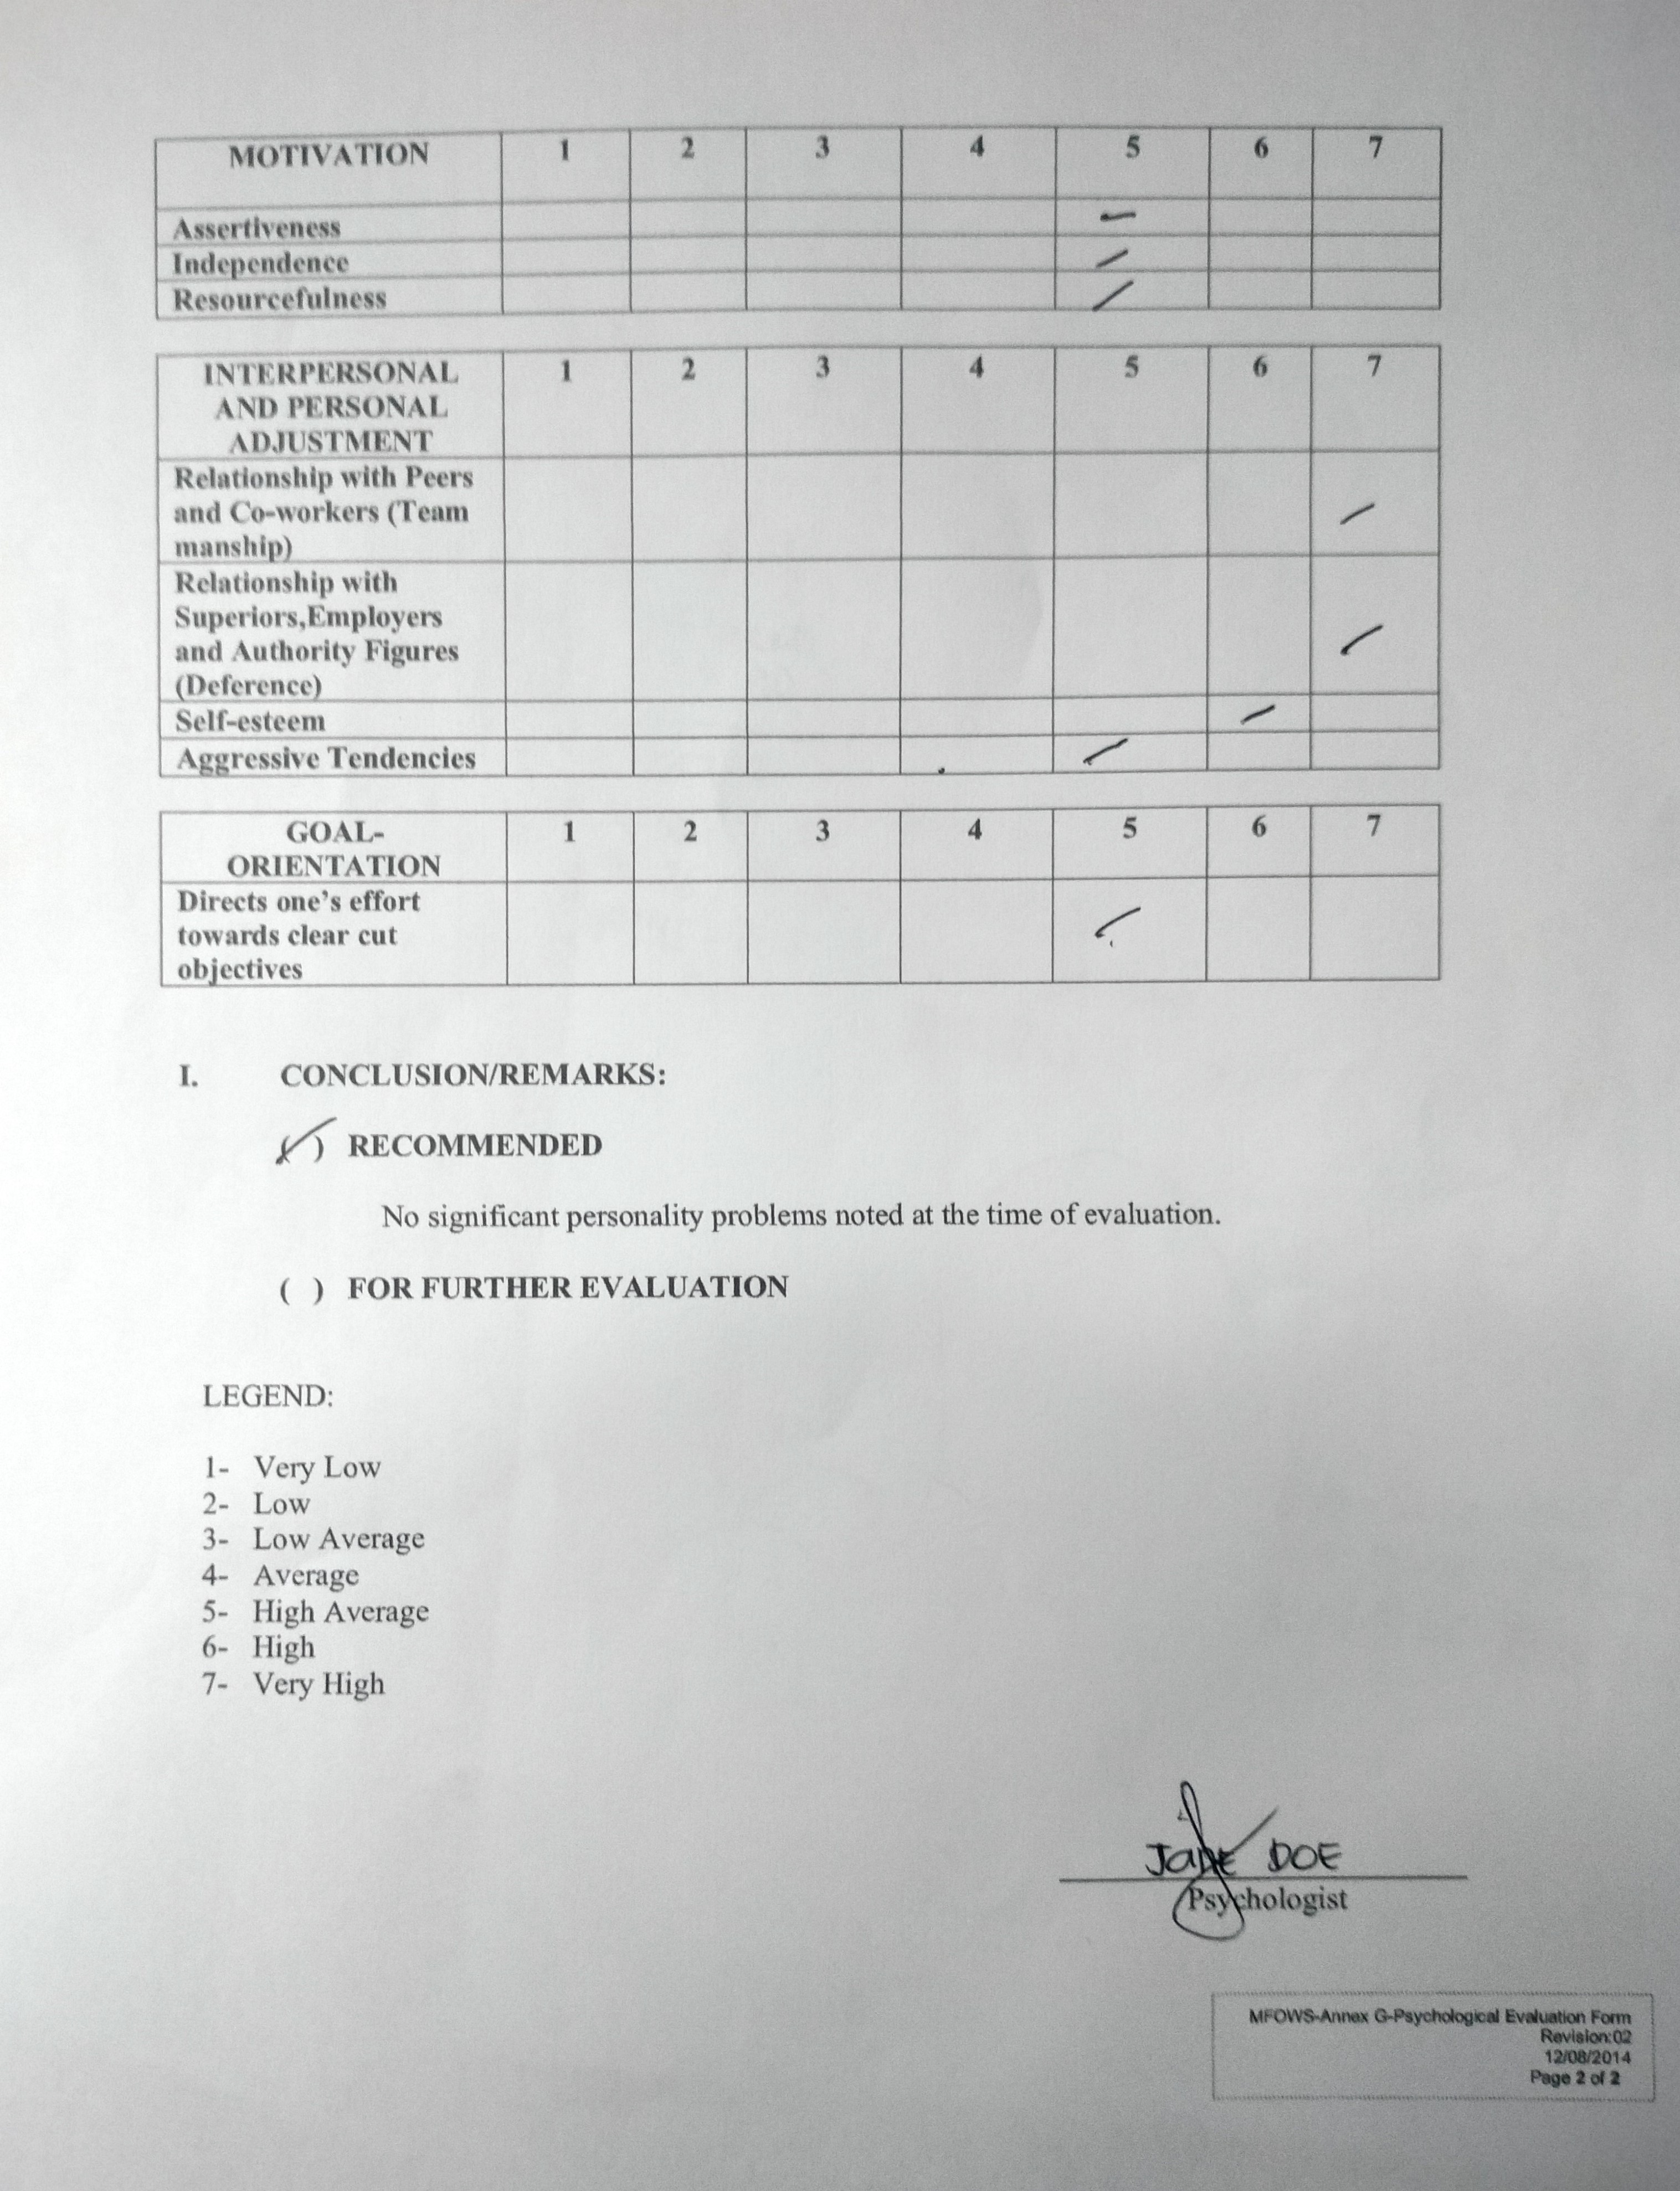 MOTIVATION 1 2 3 4 5 6 7
Assertiveness
Independence
Resourcefulness
INTERPERSONAL 1 2 3 4 5 6 7
AND PERSONAL
ADJUSTMENT
Relationship with Peers
and Co-workers (Team
manship)
Relationship with
Superiors,Employers
and Authority Figures
(Deference)
Self-esteem
Aggressive Tendencies
GOAL- 1 2 3 4 5 6 7
ORIENTATION
Directs one's effort
towards clear cut
objectives
I. CONCLUSION/REMARKS:
(✓) RECOMMENDED
No significant personality problems noted at the time of evaluation.
( ) FOR FURTHER EVALUATION
LEGEND:
1- Very Low
2- Low
3- Low Average
4- Average
5- High Average
6- High
7- Very High
Jane DOE
Psychologist
MFOWS-Annex G-Psychological Evaluation Form
Revision:02
12/08/2014
Page 2 of 2